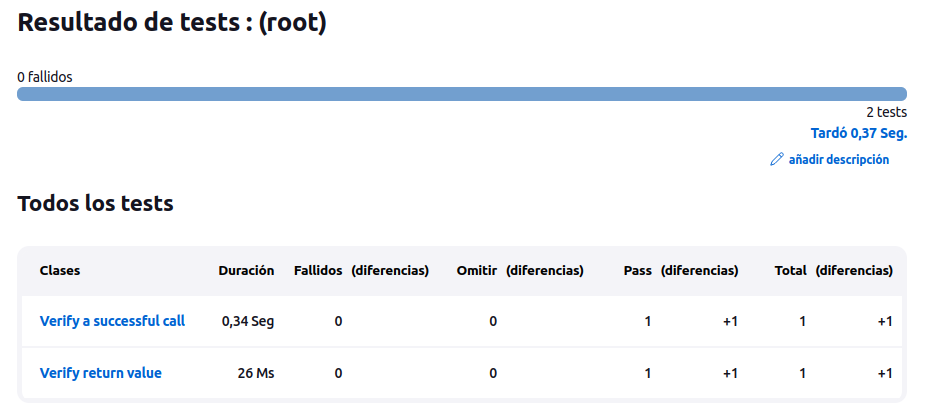 Resultado de tests : (root)
0 fallidos
2 tests
Tardó 0,37 Seg.
añadir descripción
Todos los tests
Clases Duración Fallidos (diferencias) Omitir (diferencias) Pass (diferencias) Total (diferencias)
Verify a successful call 0,34 Seg 0 0 1 +1 1 +1
Verify return value 26 Ms 0 0 1 +1 1 +1